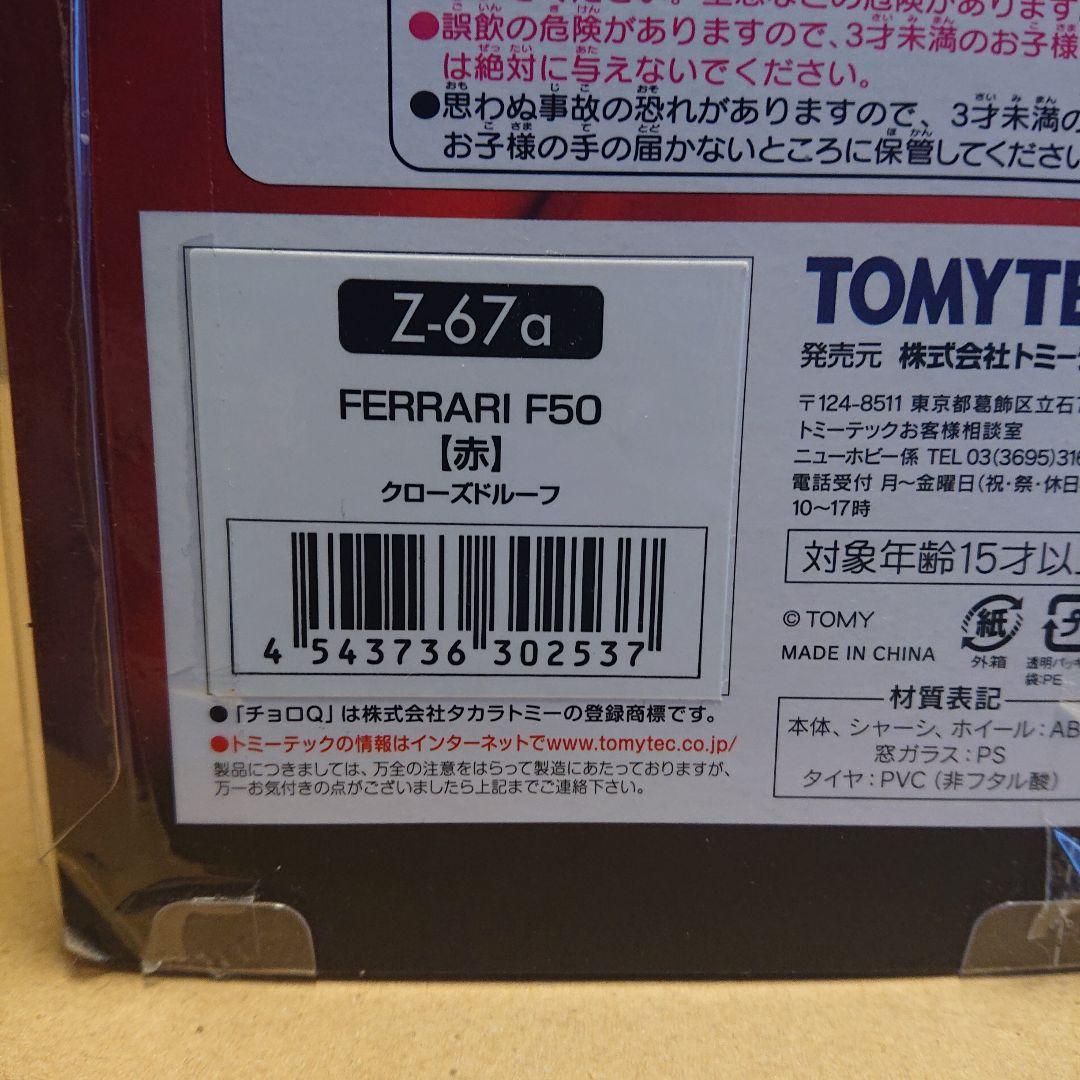 ●誤飲の危険がありますので、3才未満のお子様
は絶対に与えないでください。
●思わぬ事故の恐れがありますので、3才未満の
お子様の手の届かないところに保管してください
Z-67a
FERRARI F50
【赤】
クローズドルーフ
4 543736 302537
●「チョロQ」は株式会社タカラトミーの登録商標です。
●トミーテックの情報はインターネットでwww.tomytec.co.jp/
製品につきましては、万全の注意をはらって製造にあたっておりますが、
万一お気付きの点がございましたら上記までご連絡下さい。
TOMYTE
発売元 株式会社トミー
〒124-8511 東京都葛飾区立石
トミーテックお客様相談室
ニューホビー係 TEL 03(3695)316
電話受付 月～金曜日(祝・祭・休日
10～17時
対象年齢15才以
© TOMY
MADE IN CHINA
紙
外箱
袋:PE
材質表記
本体、シャーシ、ホイール:AB
窓ガラス:PS
タイヤ:PVC (非フタル酸)